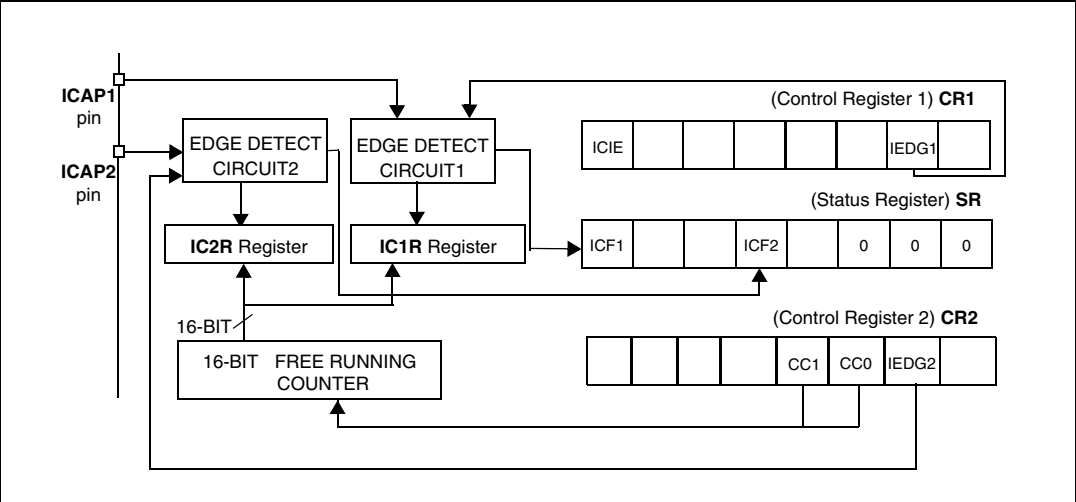 ICAP1
pin
ICAP2
pin
EDGE DETECT
CIRCUIT2
EDGE DETECT
CIRCUIT1
IC2R Register
IC1R Register
16-BIT
16-BIT FREE RUNNING
COUNTER
(Control Register 1) CR1
ICIE IEDG1
(Status Register) SR
ICF1 ICF2 0 0 0
(Control Register 2) CR2
CC1 CC0 IEDG2